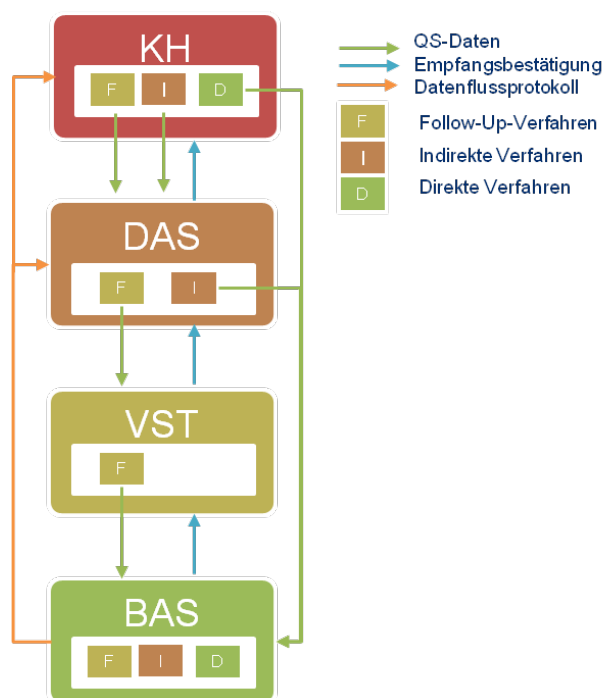 KH
F I D
DAS
F I
VST
F
BAS
F I D
QS-Daten
Empfangsbestätigung
Datenflussprotokoll
F Follow-Up-Verfahren
I Indirekte Verfahren
D Direkte Verfahren